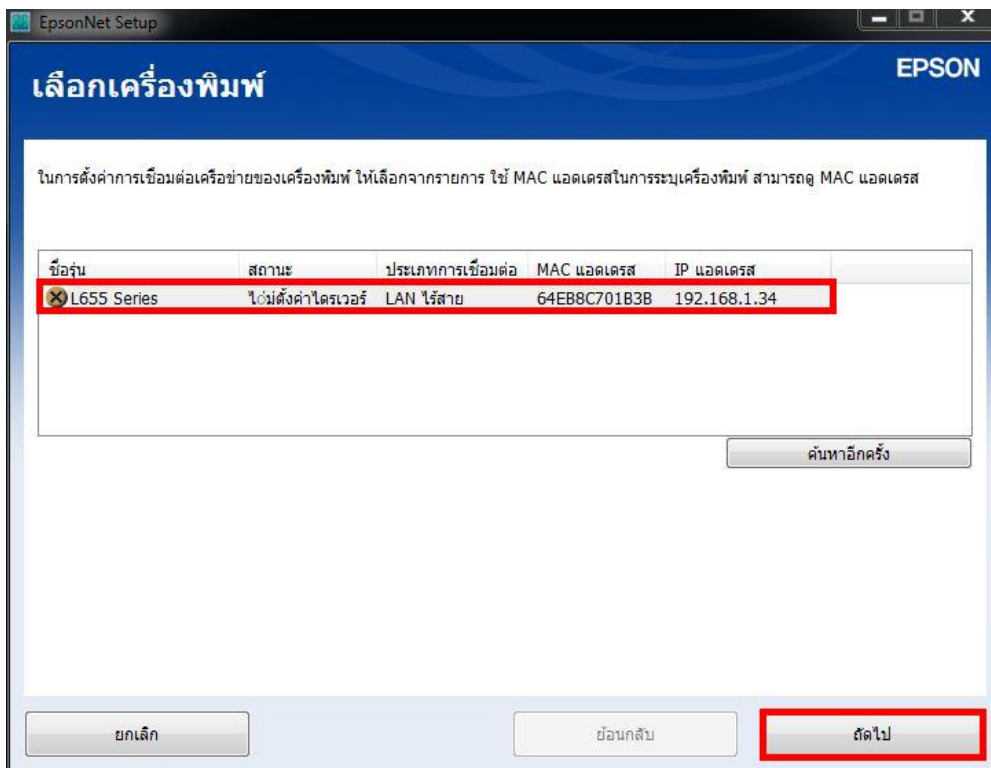 EpsonNet Setup
EPSON
เลือกเครื่องพิมพ์
ในการตั้งค่าการเชื่อมต่อเครือข่ายของเครื่องพิมพ์ ให้เลือกจากรายการ ใช้ MAC แอดเดรสในการระบุเครื่องพิมพ์ สามารถดู MAC แอดเดรส
ชื่อรุ่น สถานะ ประเภทการเชื่อมต่อ MAC แอดเดรส IP แอดเดรส
L655 Series ไ่ม่ตั้งค่าไดรเวอร์ LAN ไร้สาย 64EB8C701B3B 192.168.1.34
ค้นหาอีกครั้ง
ยกเลิก ย้อนกลับ ถัดไป